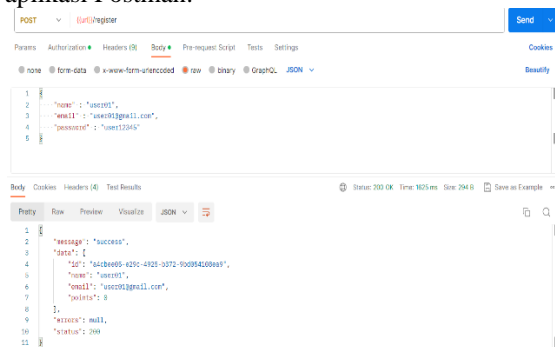 aplikasi Postman.
POST {{url}}/register Send
Params Authorization Headers (9) Body Pre-request Script Tests Settings Cookies
none form-data x-www-form-urlencoded raw binary GraphQL JSON Beautify
1 {
2 "name" : "user01",
3 "email" : "user01@gmail.com",
4 "password" : "user12345"
5 }
Body Cookies Headers (4) Test Results Status: 200 OK Time: 1625 ms Size: 294 B Save as Example
Pretty Raw Preview Visualize JSON
1 {
2 "message": "success",
3 "data": {
4
5 "name": "user01",
6 "email": "user01@gmail.com",
7 "points": 0
8 },
9 "errors": null,
10 "status": 200
11 }